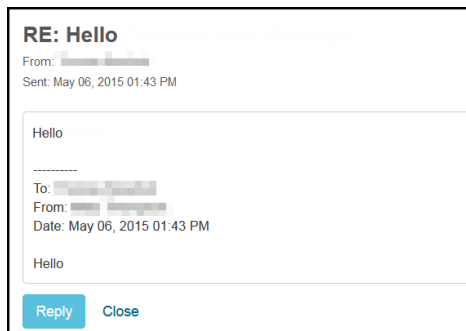 RE: Hello
From:
Sent: May 06, 2015 01:43 PM
Hello
----------
To:
From:
Date: May 06, 2015 01:43 PM
Hello
Reply Close